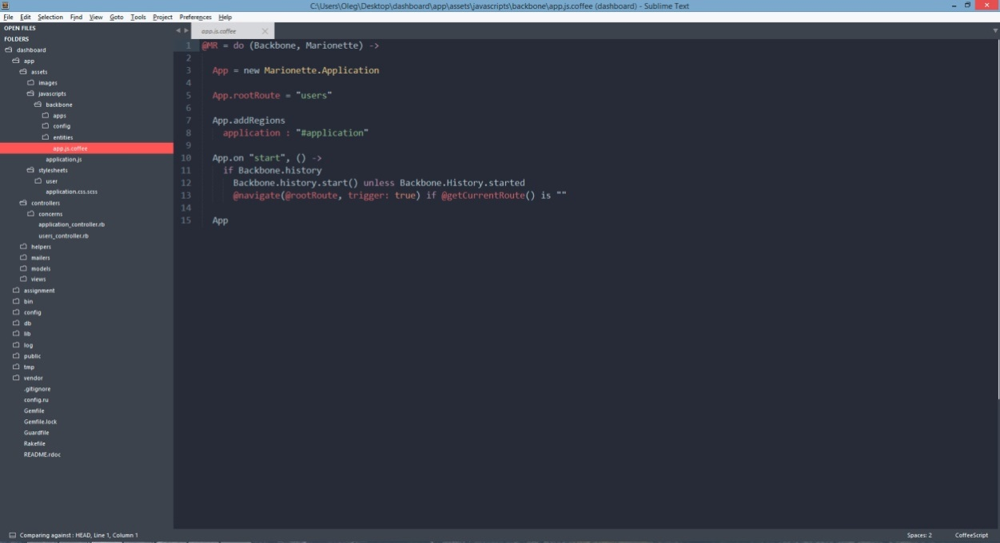 C:\Users\Oleg\Desktop\dashboard\app\assets\javascripts\backbone\app.js.coffee (dashboard) - Sublime Text
File Edit Selection Find View Goto Tools Project Preferences Help
OPEN FILES
FOLDERS
dashboard
app
assets
images
javascripts
backbone
apps
config
entities
app.js.coffee
application.js
stylesheets
user
application.css.scss
controllers
concerns
application_controller.rb
users_controller.rb
helpers
mailers
models
views
assignment
bin
config
db
lib
log
public
tmp
vendor
.gitignore
config.ru
Gemfile
Gemfile.lock
Guardfile
Rakefile
README.rdoc
app.js.coffee
1 @MR = do (Backbone, Marionette) ->
2
3 App = new Marionette.Application
4
5 App.rootRoute = "users"
6
7 App.addRegions
8 application : "#application"
9
10 App.on "start", () ->
11 if Backbone.history
12 Backbone.history.start() unless Backbone.History.started
13 @navigate(@rootRoute, trigger: true) if @getCurrentRoute() is ""
14
15 App
Comparing against : HEAD, Line 1, Column 1
Spaces: 2 CoffeeScript